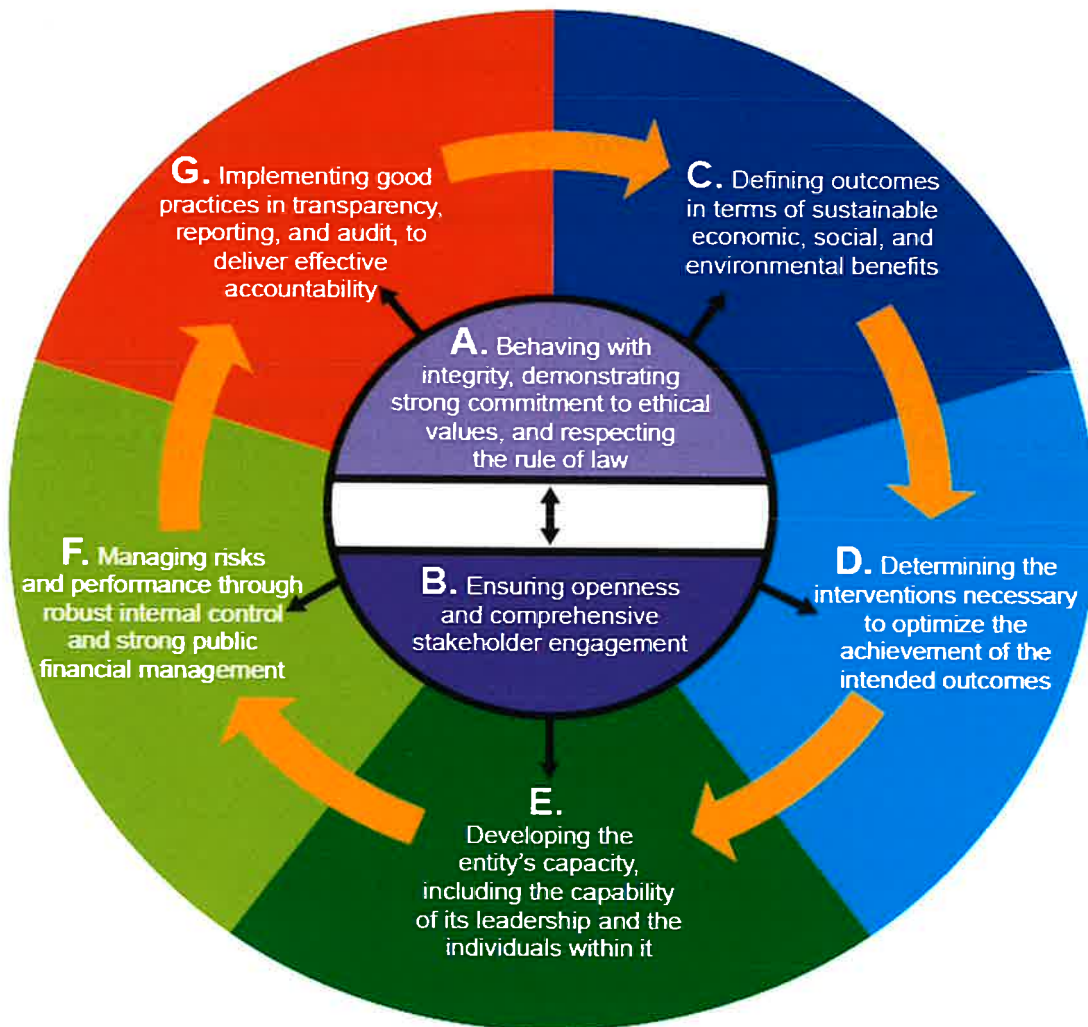 A. Behaving with
integrity, demonstrating
strong commitment to ethical
values, and respecting
the rule of law
B. Ensuring openness
and comprehensive
stakeholder engagement
C. Defining outcomes
in terms of sustainable
economic, social, and
environmental benefits
D. Determining the
interventions necessary
to optimize the
achievement of the
intended outcomes
E.
Developing the
entity's capacity,
including the capability
of its leadership and the
individuals within it
F. Managing risks
and performance through
robust internal control
and strong public
financial management
G. Implementing good
practices in transparency,
reporting, and audit, to
deliver effective
accountability